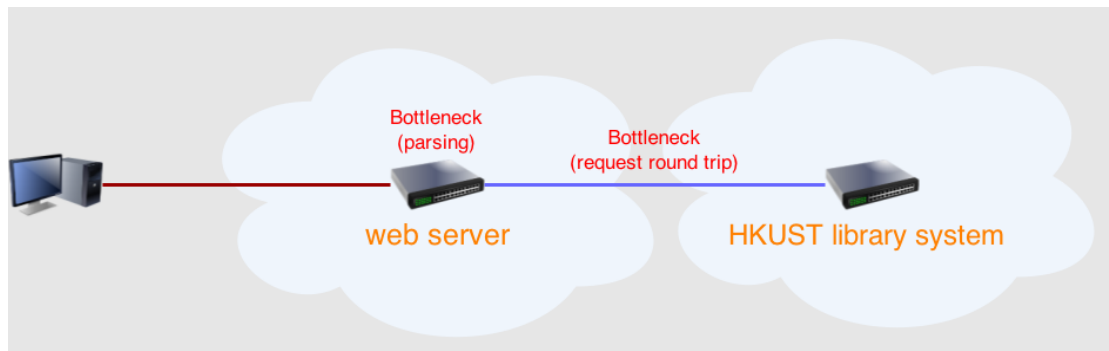 Bottleneck
(parsing)
Bottleneck
(request round trip)
web server
HKUST library system